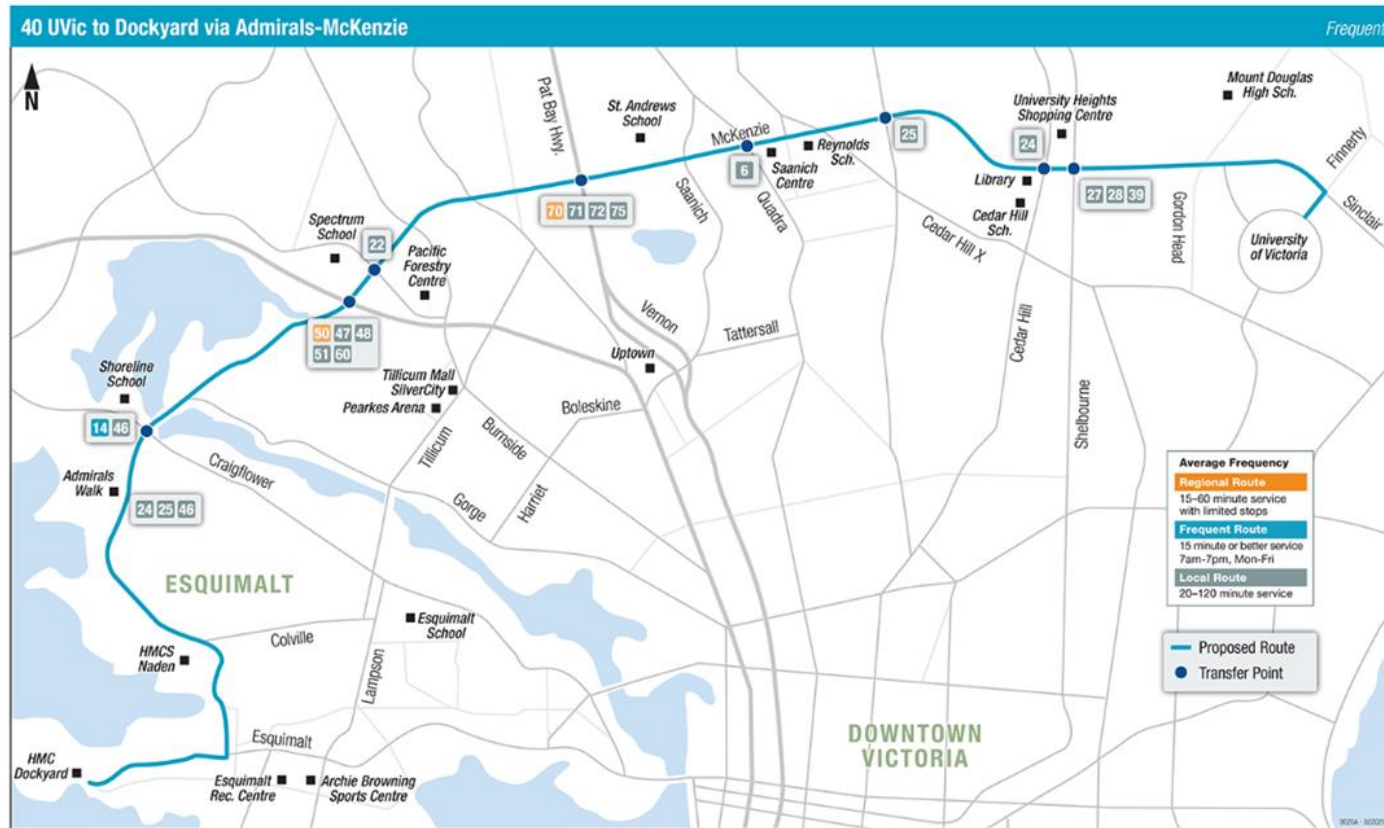 40 UVic to Dockyard via Admirals-McKenzie
Frequent
N
Pat Bay Hwy.
St. Andrews
School
McKenzie
6
Saanich
Centre
Reynolds
Sch.
25
University Heights
Shopping Centre
24
Library
Cedar Hill
Sch.
27 28 39
Mount Douglas
High Sch.
Finnerty
Sinclair
Gordon Head
University
of Victoria
Spectrum
School
22
Pacific
Forestry
Centre
70 71 72 75
Saanich
Quadra
Cedar Hill X
Cedar Hill
Shelbourne
50 47 48
51 60
Vernon
Tattersall
Uptown
Shoreline
School
Tillicum Mall
SilverCity
Pearkes Arena
Boleskine
14 46
Tillicum
Burnside
Craigflower
Gorge
Harriet
Admirals
Walk
24 25 46
ESQUIMALT
Esquimalt
School
Colville
HMCS
Naden
Lampson
Esquimalt
HMC
Dockyard
Esquimalt
Rec. Centre
Archie Browning
Sports Centre
DOWNTOWN
VICTORIA
Average Frequency
Regional Route
15–60 minute service
with limited stops
Frequent Route
15 minute or better service
7am-7pm, Mon-Fri
Local Route
20–120 minute service
Proposed Route
Transfer Point